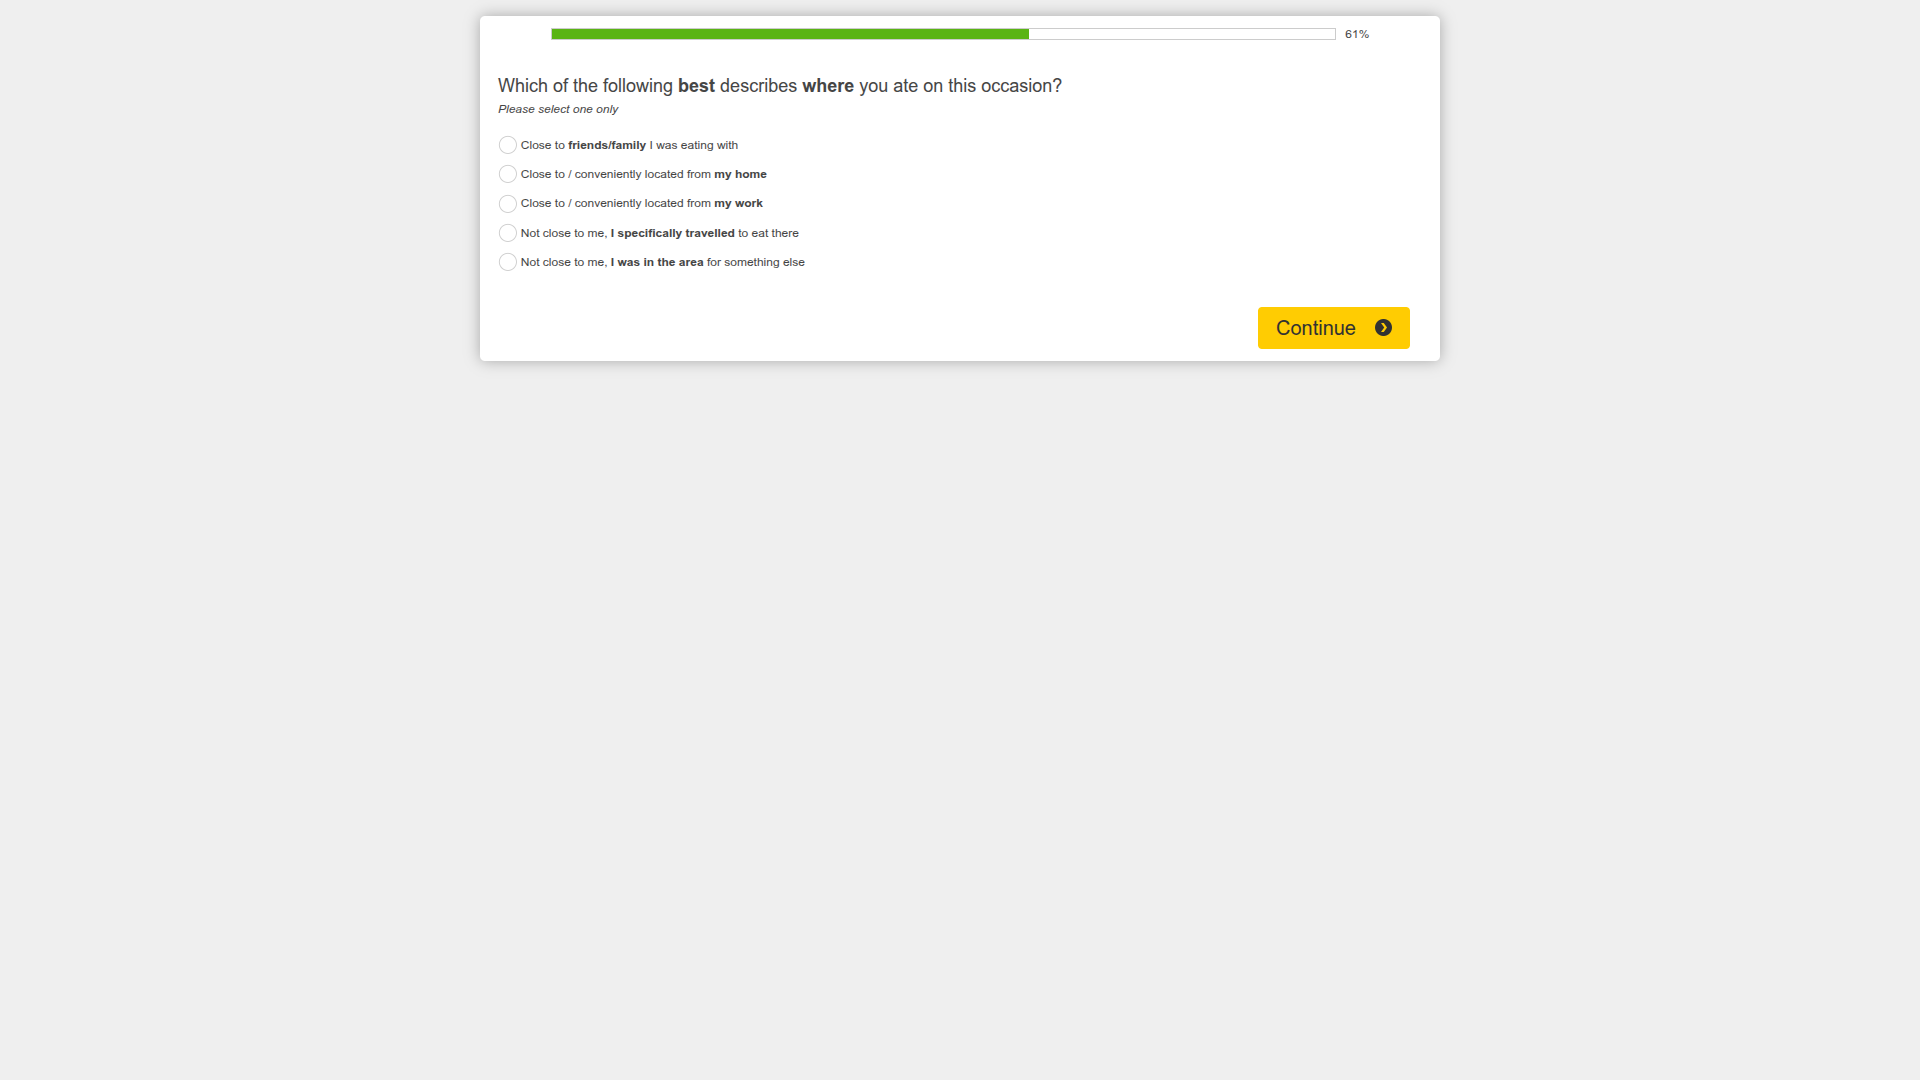 61%
Which of the following best describes where you ate on this occasion?
Please select one only
Close to friends/family I was eating with
Close to / conveniently located from my home
Close to / conveniently located from my work
Not close to me, I specifically travelled to eat there
Not close to me, I was in the area for something else
Continue